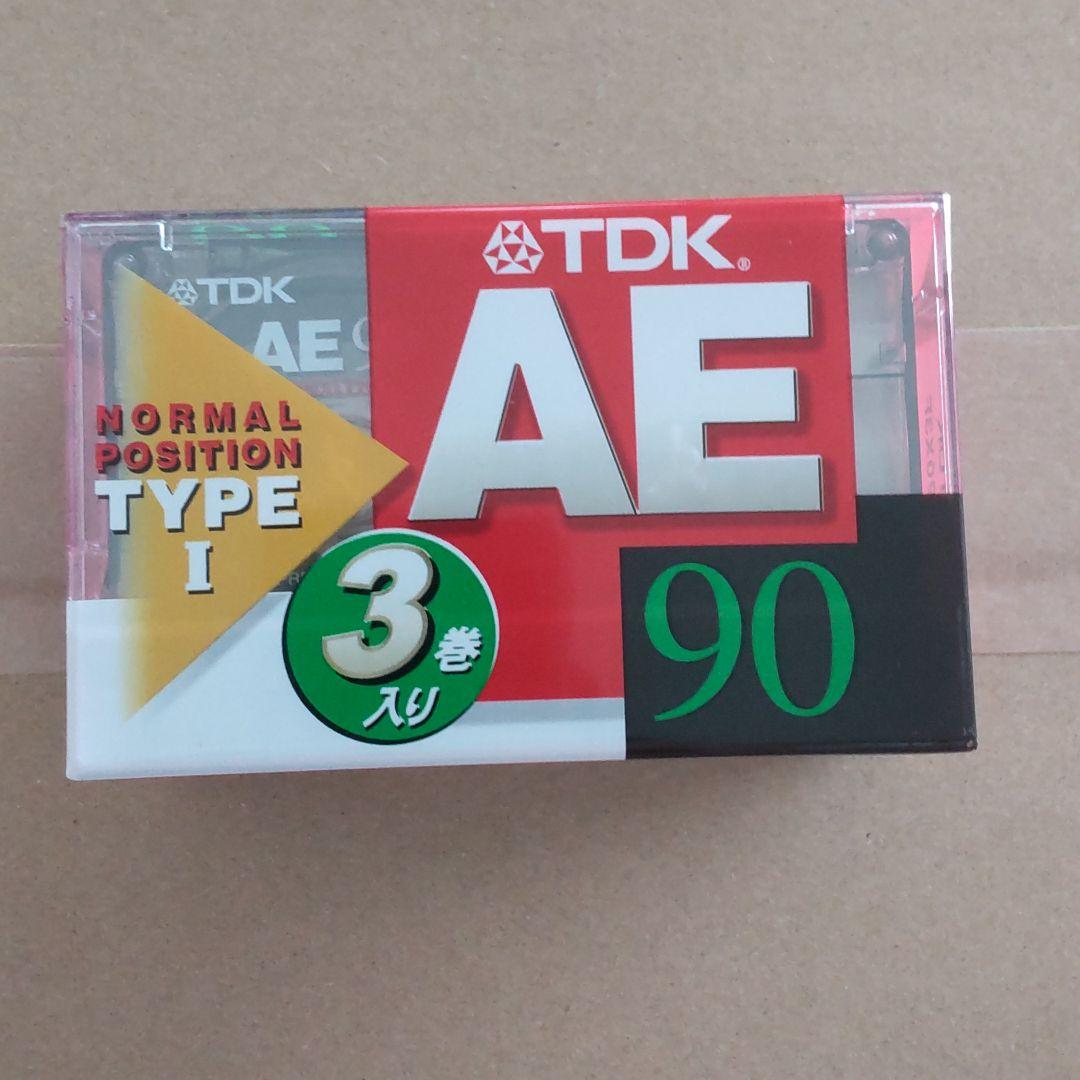 TDK®
AE
TDK
AE
NORMAL
POSITION
TYPE
I
3巻
入り
90